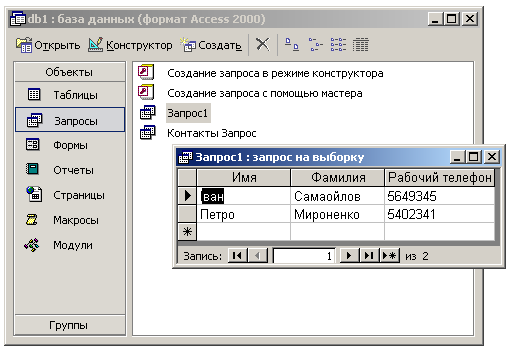 db1 : база данных (формат Access 2000)
Открыть Конструктор Создать
Объекты
Таблицы
Запросы
Формы
Отчеты
Страницы
Макросы
Модули
Группы
Создание запроса в режиме конструктора
Создание запроса с помощью мастера
Запрос1
Контакты Запрос
Запрос1 : запрос на выборку
Имя Фамилия Рабочий телефон
Іван Самаойлов 5649345
Петро Мироненко 5402341
Запись: 1 из 2